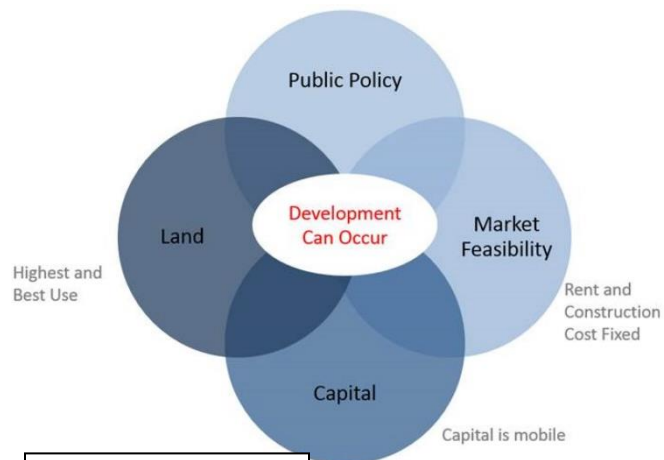 Public Policy
Development
Can Occur
Land
Market
Feasibility
Highest and
Best Use
Rent and
Construction
Cost Fixed
Capital
Capital is mobile